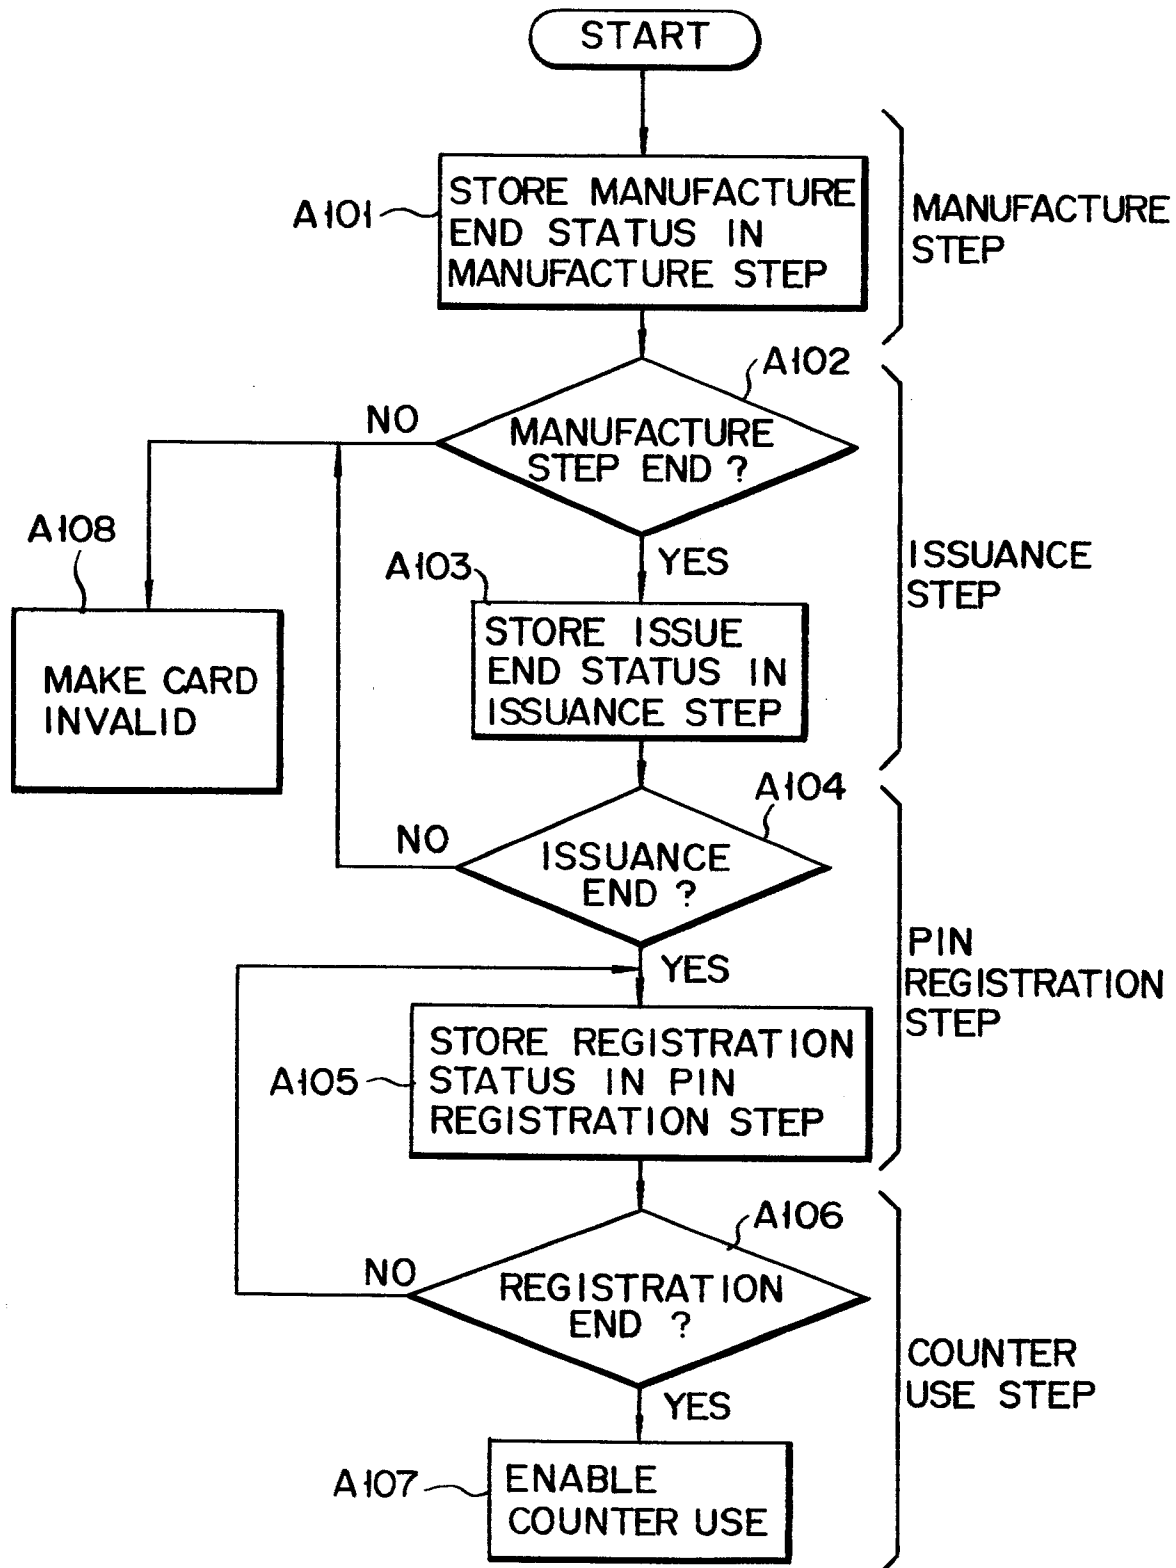 START
A101
STORE MANUFACTURE
END STATUS IN
MANUFACTURE STEP
MANUFACTURE
STEP
A102
NO
MANUFACTURE
STEP END ?
YES
ISSUANCE
STEP
A108
MAKE CARD
INVALID
A103
STORE ISSUE
END STATUS IN
ISSUANCE STEP
A104
NO
ISSUANCE
END ?
YES
PIN
REGISTRATION
STEP
A105
STORE REGISTRATION
STATUS IN PIN
REGISTRATION STEP
A106
NO
REGISTRATION
END ?
YES
COUNTER
USE STEP
A107
ENABLE
COUNTER USE